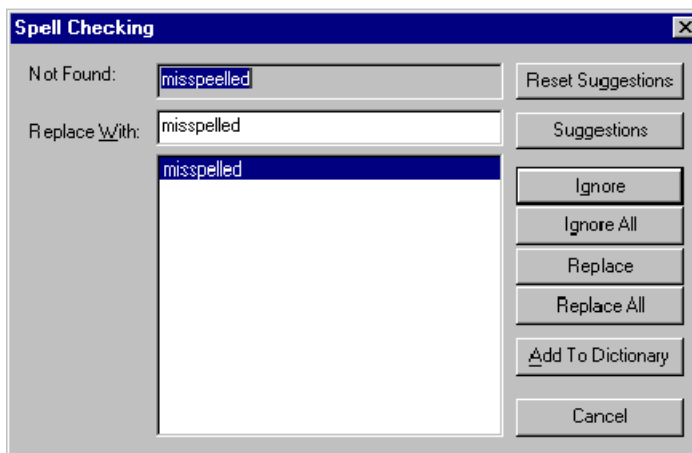 Spell Checking
Not Found:
misspeelled
Reset Suggestions
Replace With:
misspelled
Suggestions
misspelled
Ignore
Ignore All
Replace
Replace All
Add To Dictionary
Cancel